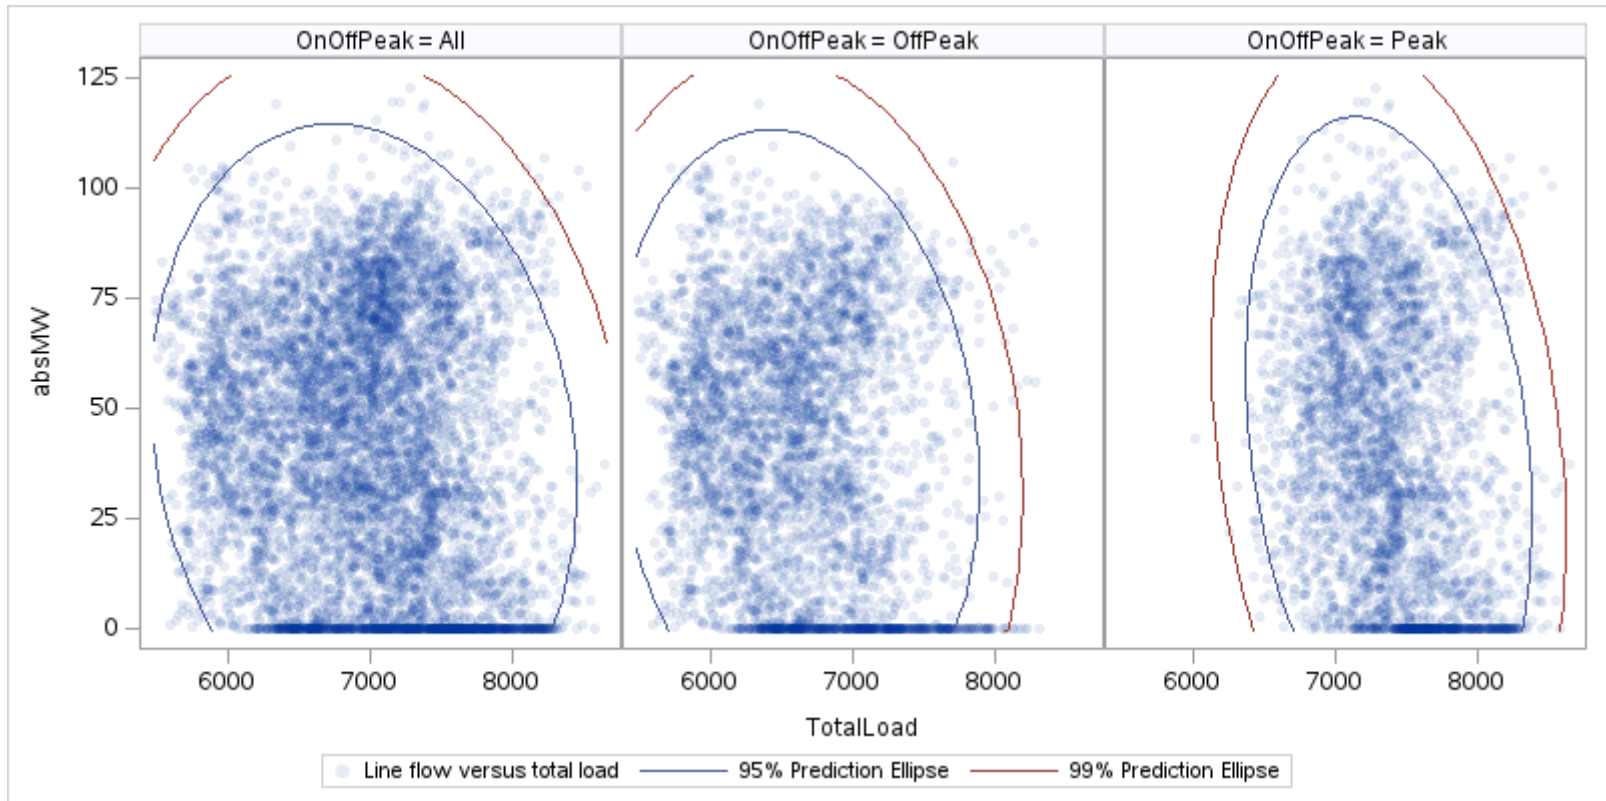 OnOffPeak = All
OnOffPeak = OffPeak
OnOffPeak = Peak
125
100
75
50
25
0
absMW
6000 7000 8000
6000 7000 8000
6000 7000 8000
TotalLoad
Line flow versus total load
95% Prediction Ellipse
99% Prediction Ellipse